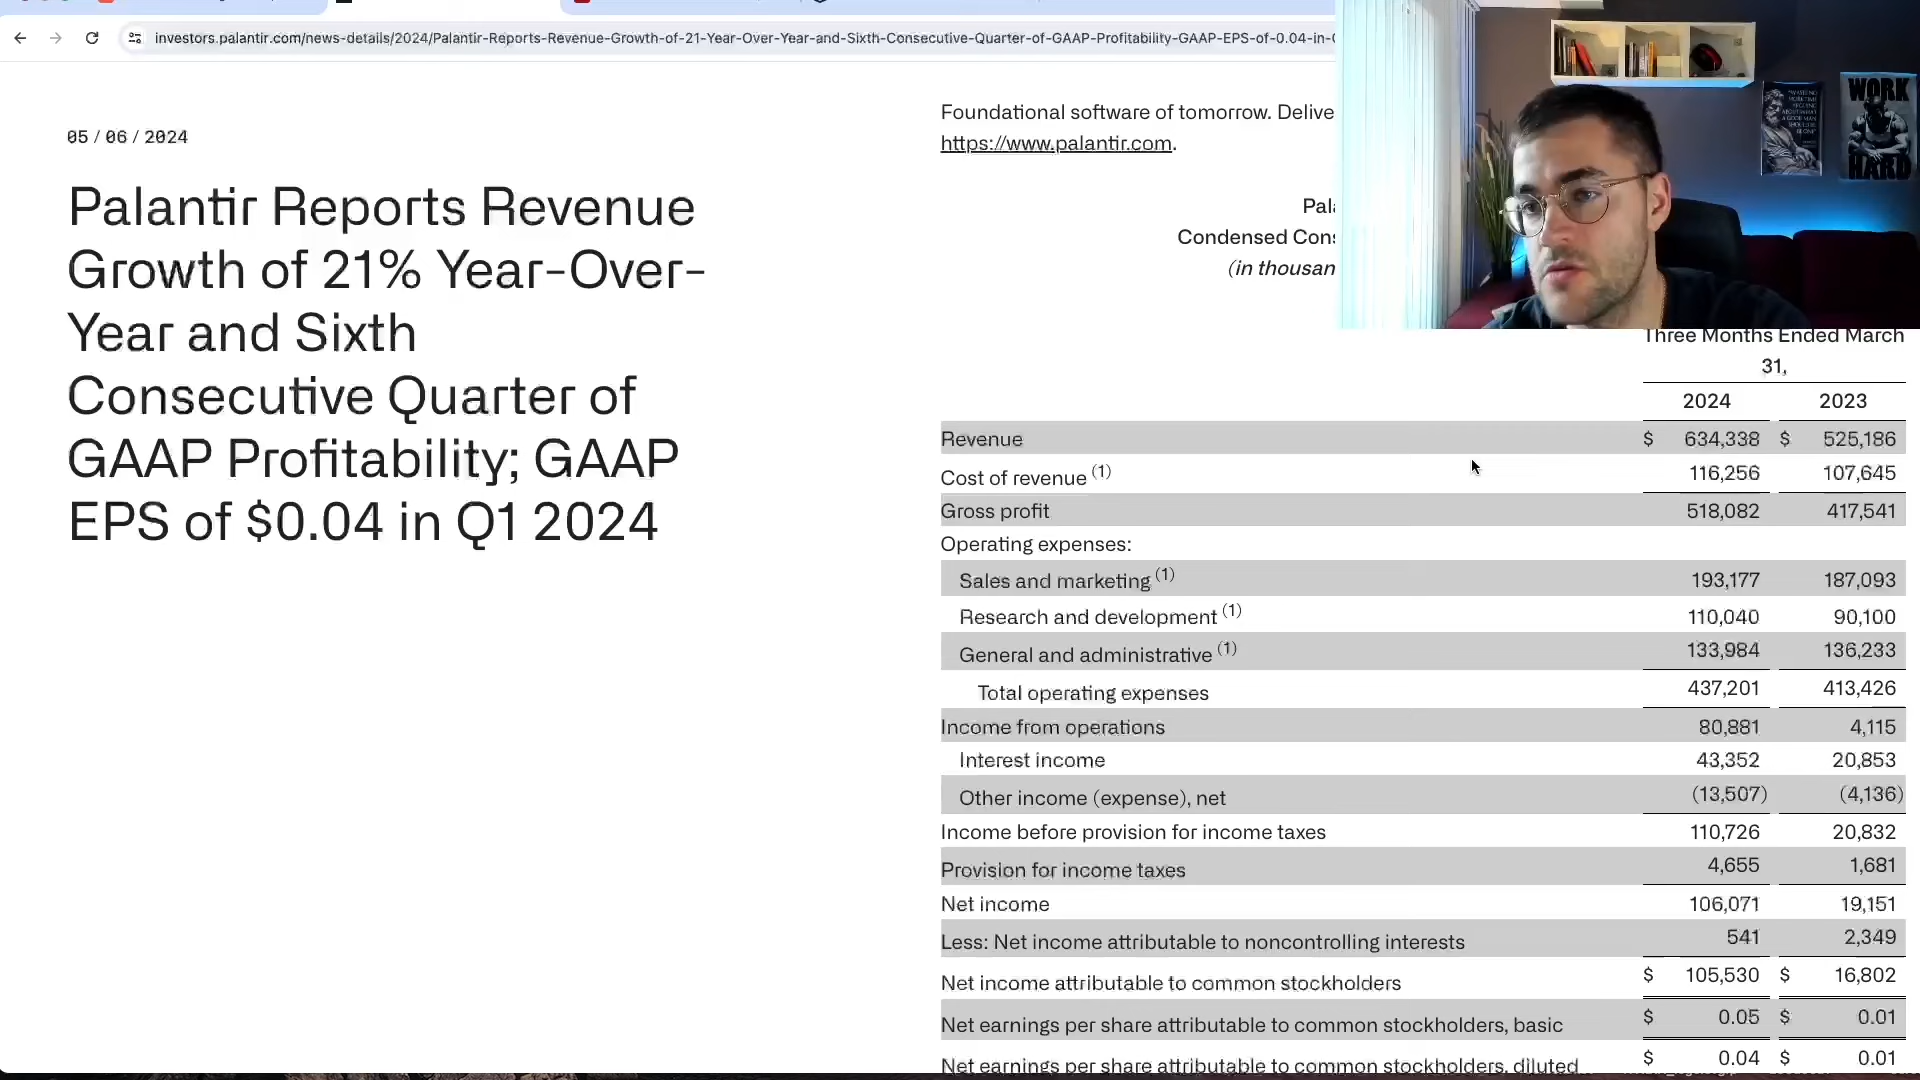 investors.palantir.com/news-details/2024/Palantir-Reports-Revenue-Growth-of-21-Year-Over-Year-and-Sixth-Consecutive-Quarter-of-GAAP-Profitability-GAAP-EPS-of-0.04-in-
05 / 06 / 2024
Palantir Reports Revenue
Growth of 21% Year-Over-
Year and Sixth
Consecutive Quarter of
GAAP Profitability; GAAP
EPS of $0.04 in Q1 2024
Foundational software of tomorrow. Delive
https://www.palantir.com.
Pala
Condensed Cons
(in thousan
WORK
HARD
Three Months Ended March
31,
2024 2023
Revenue $ 634,338 $ 525,186
Cost of revenue (1) 116,256 107,645
Gross profit 518,082 417,541
Operating expenses:
Sales and marketing (1) 193,177 187,093
Research and development (1) 110,040 90,100
General and administrative (1) 133,984 136,233
Total operating expenses 437,201 413,426
Income from operations 80,881 4,115
Interest income 43,352 20,853
Other income (expense), net (13,507) (4,136)
Income before provision for income taxes 110,726 20,832
Provision for income taxes 4,655 1,681
Net income 106,071 19,151
Less: Net income attributable to noncontrolling interests 541 2,349
Net income attributable to common stockholders $ 105,530 $ 16,802
Net earnings per share attributable to common stockholders, basic $ 0.05 $ 0.01
Net earnings per share attributable to common stockholders, diluted $ 0.04 $ 0.01